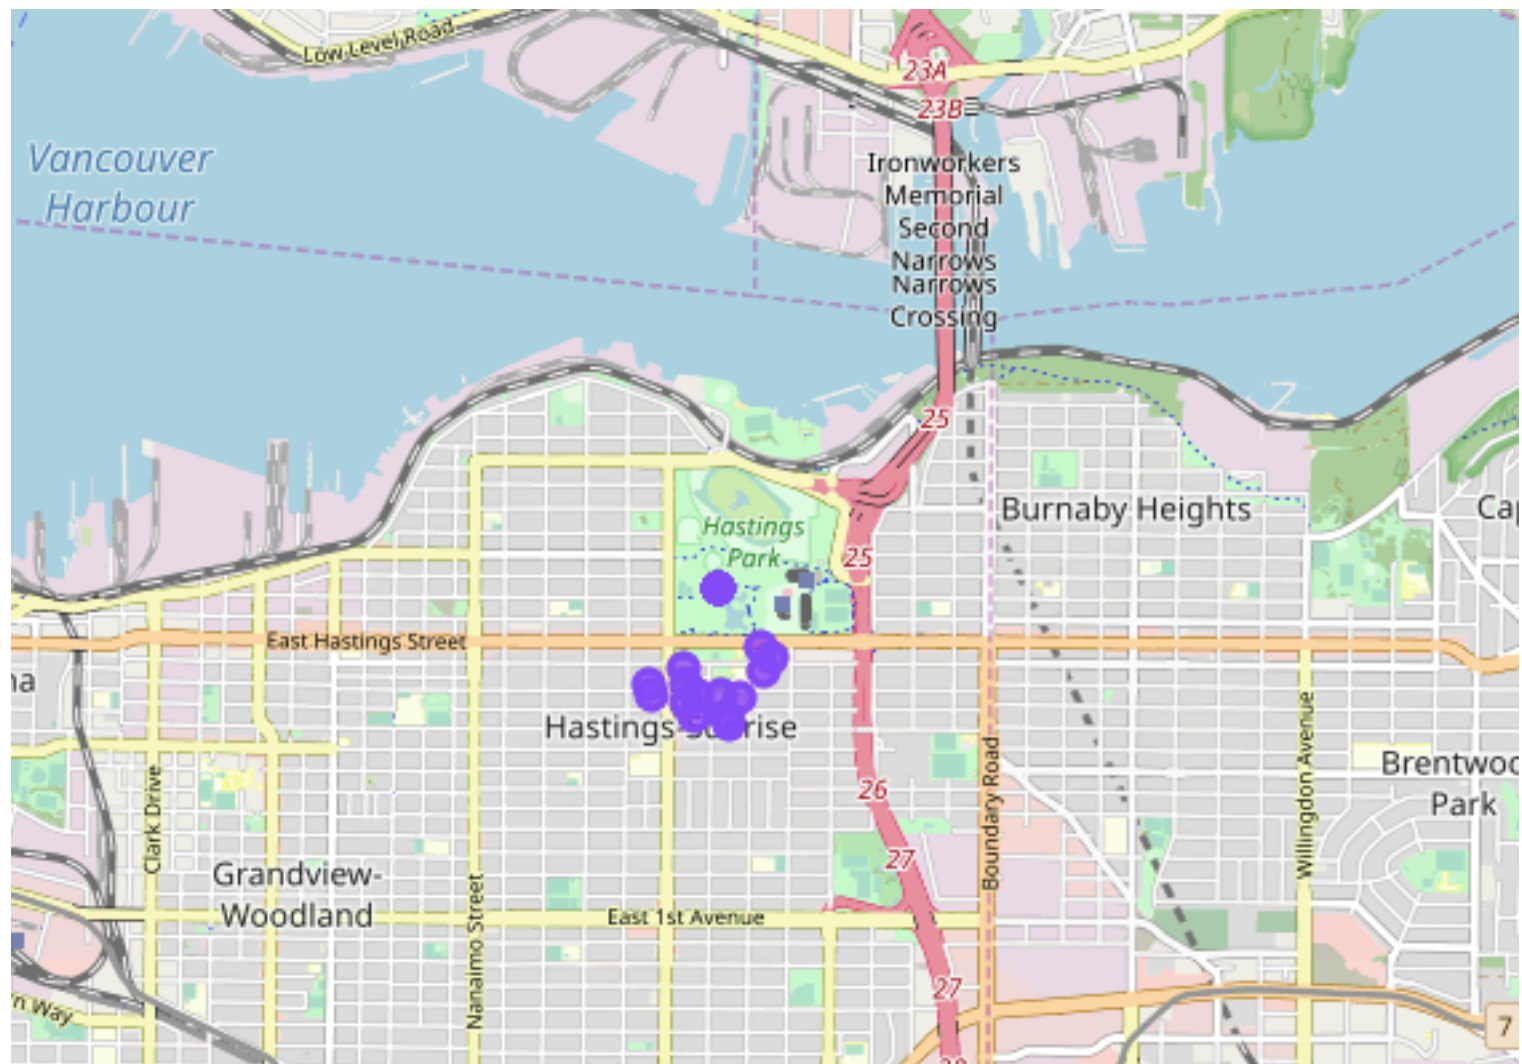 Low Level Road
23A
23B
Vancouver
Harbour
Ironworkers
Memorial
Second
Narrows
Narrows
Crossing
25
Burnaby Heights
Hastings
Park
25
East Hastings Street
Hastings-
Clark Drive
Nanaimo Street
Boundary Road
Willingdon Avenue
26
Park
27
Grandview-
Woodland
East 1st Avenue
27
Way
7